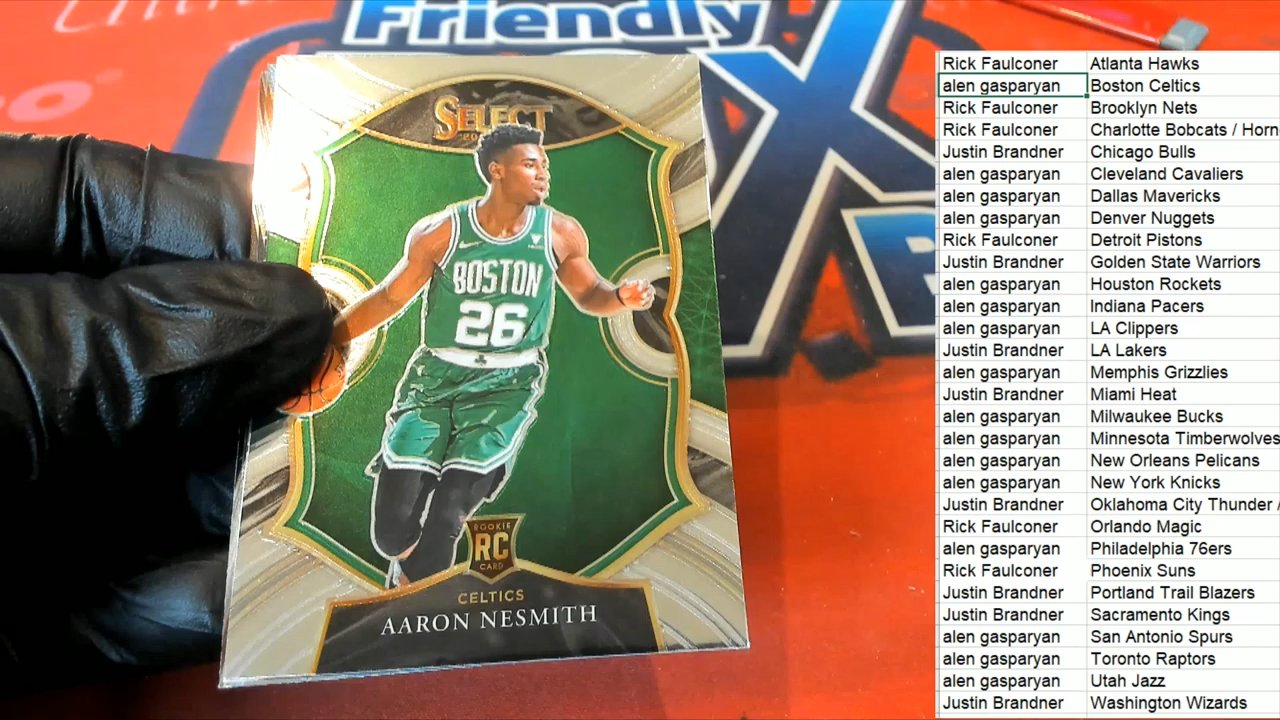 Friendly
SELECT
BOSTON
26
ROOKIE
RC
CARD
CELTICS
AARON NESMITH
Rick Faulconer Atlanta Hawks
alen gasparyan Boston Celtics
Rick Faulconer Brooklyn Nets
Rick Faulconer Charlotte Bobcats / Horn
Justin Brandner Chicago Bulls
alen gasparyan Cleveland Cavaliers
alen gasparyan Dallas Mavericks
alen gasparyan Denver Nuggets
Rick Faulconer Detroit Pistons
Justin Brandner Golden State Warriors
alen gasparyan Houston Rockets
alen gasparyan Indiana Pacers
alen gasparyan LA Clippers
Justin Brandner LA Lakers
alen gasparyan Memphis Grizzlies
Justin Brandner Miami Heat
alen gasparyan Milwaukee Bucks
alen gasparyan Minnesota Timberwolves
alen gasparyan New Orleans Pelicans
alen gasparyan New York Knicks
Justin Brandner Oklahoma City Thunder /
Rick Faulconer Orlando Magic
alen gasparyan Philadelphia 76ers
Rick Faulconer Phoenix Suns
Justin Brandner Portland Trail Blazers
Justin Brandner Sacramento Kings
alen gasparyan San Antonio Spurs
alen gasparyan Toronto Raptors
alen gasparyan Utah Jazz
Justin Brandner Washington Wizards